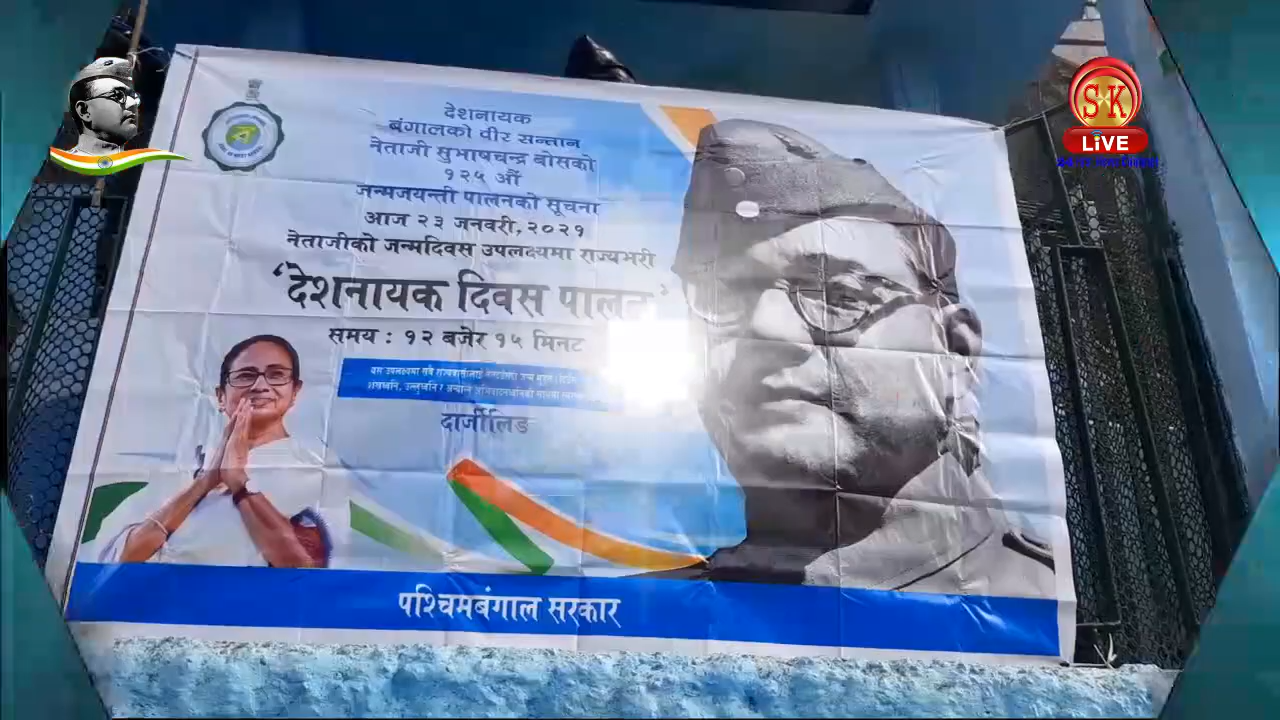 देशनायक
बंगालको वीर सन्तान
नेताजी सुभाषचन्द्र बोसको
१२५ औं
जन्मजयन्ती पालनको सूचना
आज २३ जनवरी, २०२१
नेताजीको जन्मदिवस उपलक्ष्यमा राज्यभरी
'देशनायक दिवस पालन'
समय : १२ बजेर १५ मिनट
दार्जीलिङ
पश्चिमबंगाल सरकार
SK
LiVE